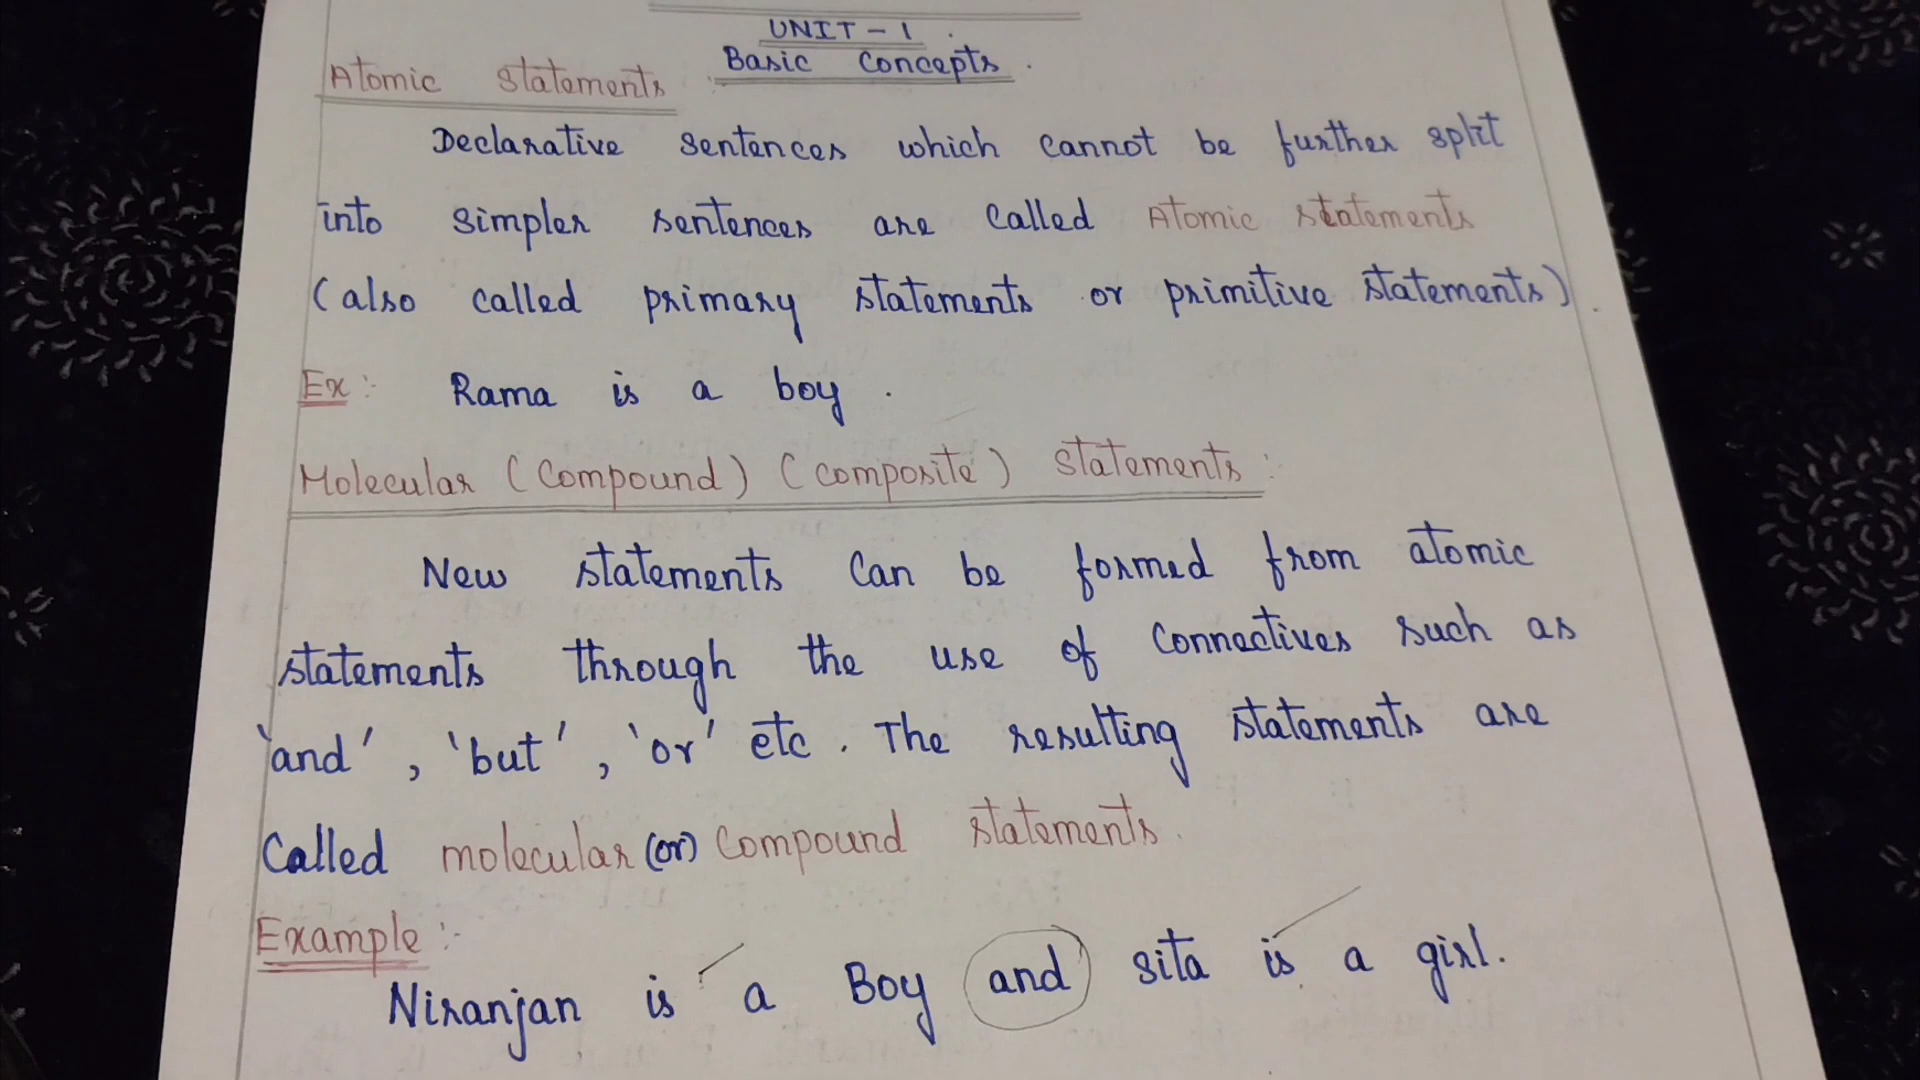 UNIT - 1
Basic Concepts.
Atomic Statements
Declarative sentences which cannot be further split
into simpler sentences are called Atomic statements
(also called primary statements or primitive statements).
Ex:- Rama is a boy.
Molecular (Compound) (Composite) Statements:
New statements can be formed from atomic
statements through the use of Connectives such as
'and', 'but', 'or' etc. The resulting statements are
Called molecular (or) Compound statements.
Example:-
Niranjan is a Boy and sita is a girl.